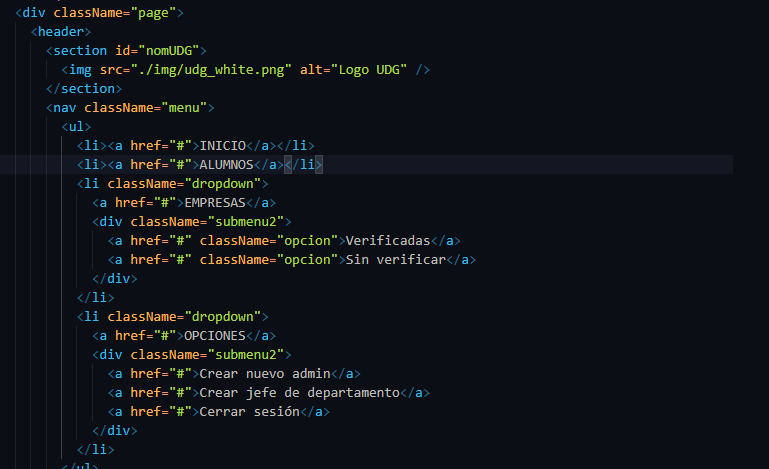 <div className="page">
<header>
<section id="nomUDG">
<img src="./img/udg_white.png" alt="Logo UDG" />
</section>
<nav className="menu">
<ul>
<li><a href="#">INICIO</a></li>
<li><a href="#">ALUMNOS</a></li>
<li className="dropdown">
<a href="#">EMPRESAS</a>
<div className="submenu2">
<a href="#" className="opcion">Verificadas</a>
<a href="#" className="opcion">Sin verificar</a>
</div>
</li>
<li className="dropdown">
<a href="#">OPCIONES</a>
<div className="submenu2">
<a href="#">Crear nuevo admin</a>
<a href="#">Crear jefe de departamento</a>
<a href="#">Cerrar sesión</a>
</div>
</li>
</ul>